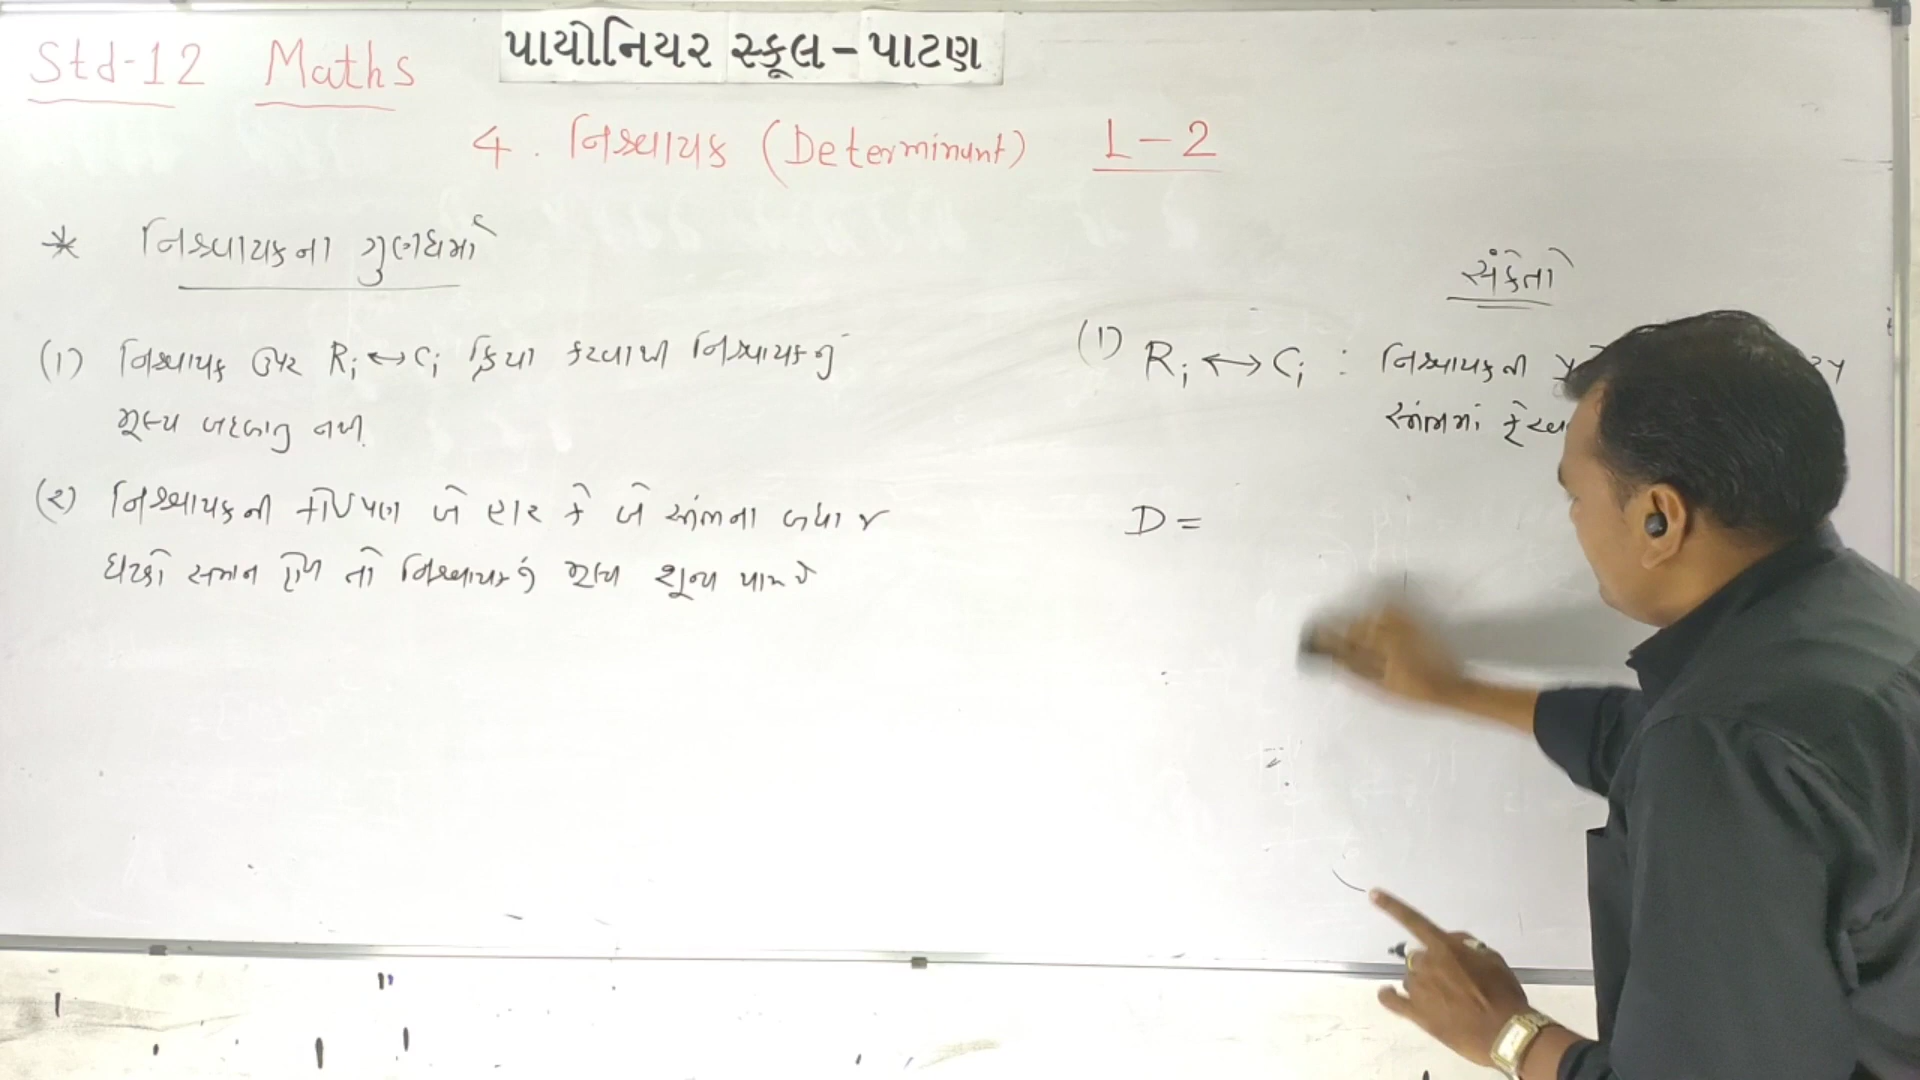 Std-12 Maths
પાયોનિયર સ્કૂલ - પાટણ
4. નિશ્ચાયક (Determinant) L-2
* નિશ્ચાયકના ગુણધર્મો
સંકેતો
(1) નિશ્ચાયક ઉપર Ri ↔ Ci ક્રિયા કરવાથી નિશ્ચાયકનું
મૂલ્ય બદલાતુ નથી.
(1) Ri ↔ Ci : નિશ્ચાયકની
સ્તંભમાં
(૨) નિશ્ચાયકની કોઈપણ બે હાર કે બે સ્તંભના બધા જ
ઘટકો સમાન હોય તો નિશ્ચાયકનું મૂલ્ય શૂન્ય થાય છે
D =